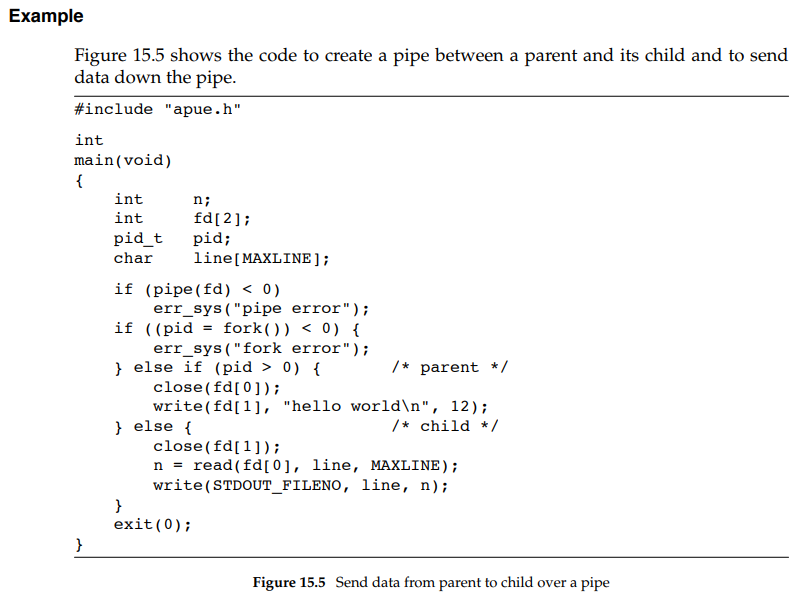 Example
Figure 15.5 shows the code to create a pipe between a parent and its child and to send
data down the pipe.
#include "apue.h"
int
main(void)
{
    int     n;
    int     fd[2];
    pid_t   pid;
    char    line[MAXLINE];
    if (pipe(fd) < 0)
        err_sys("pipe error");
    if ((pid = fork()) < 0) {
        err_sys("fork error");
    } else if (pid > 0) {       /* parent */
        close(fd[0]);
        write(fd[1], "hello world\n", 12);
    } else {                    /* child */
        close(fd[1]);
        n = read(fd[0], line, MAXLINE);
        write(STDOUT_FILENO, line, n);
    }
    exit(0);
}
Figure 15.5 Send data from parent to child over a pipe